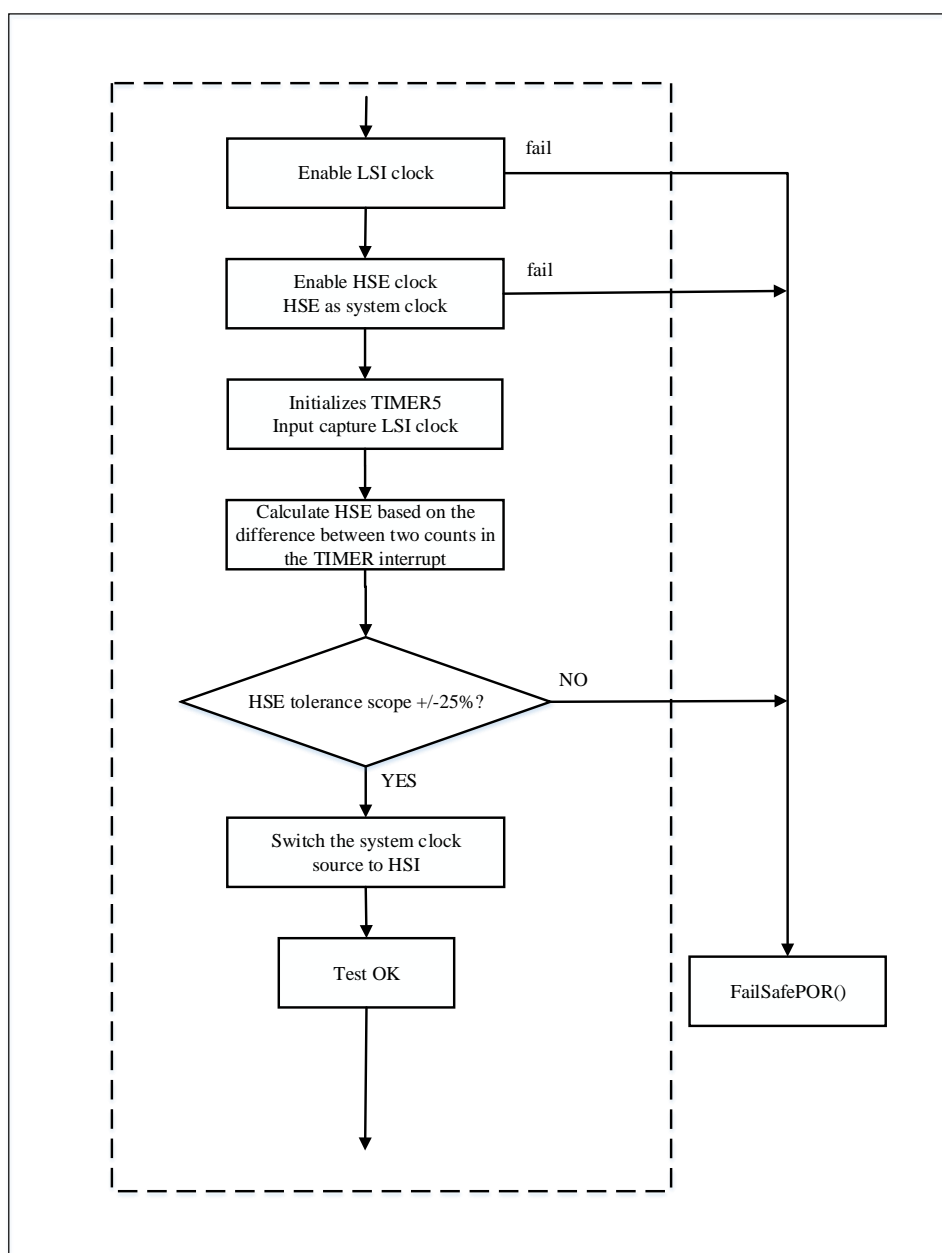 fail
Enable LSI clock
fail
Enable HSE clock
HSE as system clock
Initializes TIMER5
Input capture LSI clock
Calculate HSE based on the
difference between two counts in
the TIMER interrupt
NO
HSE tolerance scope +/-25%?
YES
Switch the system clock
source to HSI
Test OK
FailSafePOR()